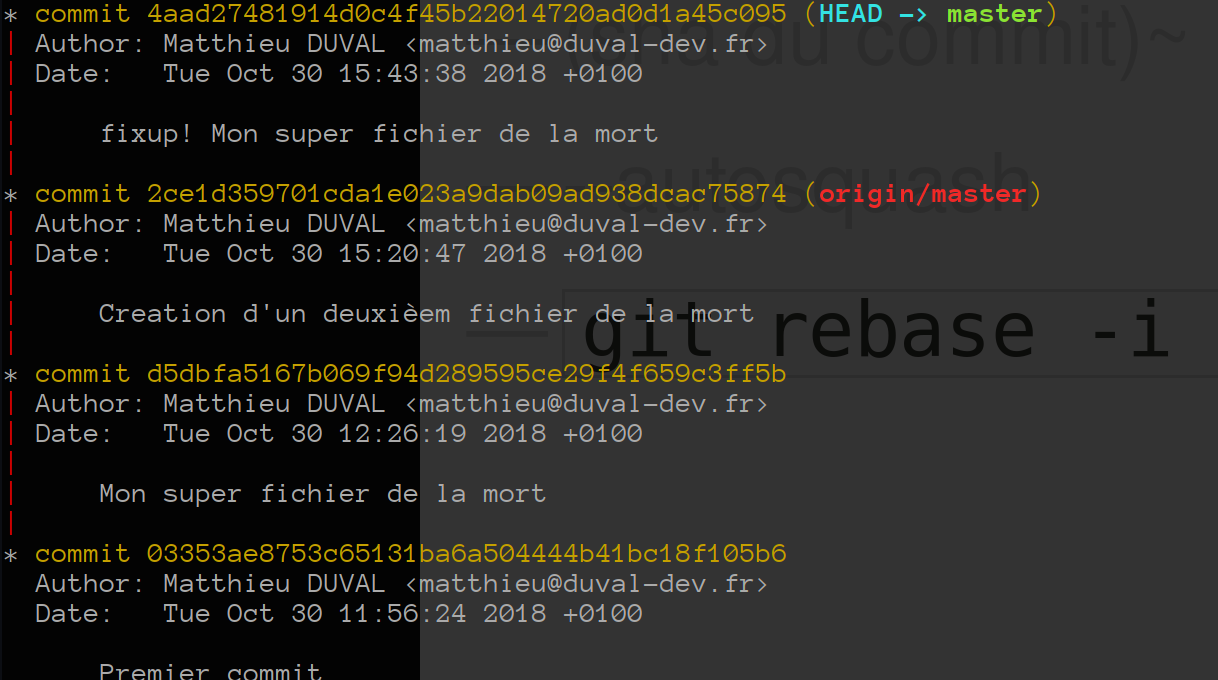 * commit 4aad27481914d0c4f45b22014720ad0d1a45c095 (HEAD -> master)
| Author: Matthieu DUVAL <matthieu@duval-dev.fr>
| Date:   Tue Oct 30 15:43:38 2018 +0100
|
|     fixup! Mon super fichier de la mort
|
* commit 2ce1d359701cda1e023a9dab09ad938dcac75874 (origin/master)
| Author: Matthieu DUVAL <matthieu@duval-dev.fr>
| Date:   Tue Oct 30 15:20:47 2018 +0100
|
|     Creation d'un deuxièem fichier de la mort
|
* commit d5dbfa5167b069f94d289595ce29f4f659c3ff5b
| Author: Matthieu DUVAL <matthieu@duval-dev.fr>
| Date:   Tue Oct 30 12:26:19 2018 +0100
|
|     Mon super fichier de la mort
|
* commit 03353ae8753c65131ba6a504444b41bc18f105b6
Author: Matthieu DUVAL <matthieu@duval-dev.fr>
Date:   Tue Oct 30 11:56:24 2018 +0100
Premier commit
(sha du commit)~
autosquash
git rebase -i